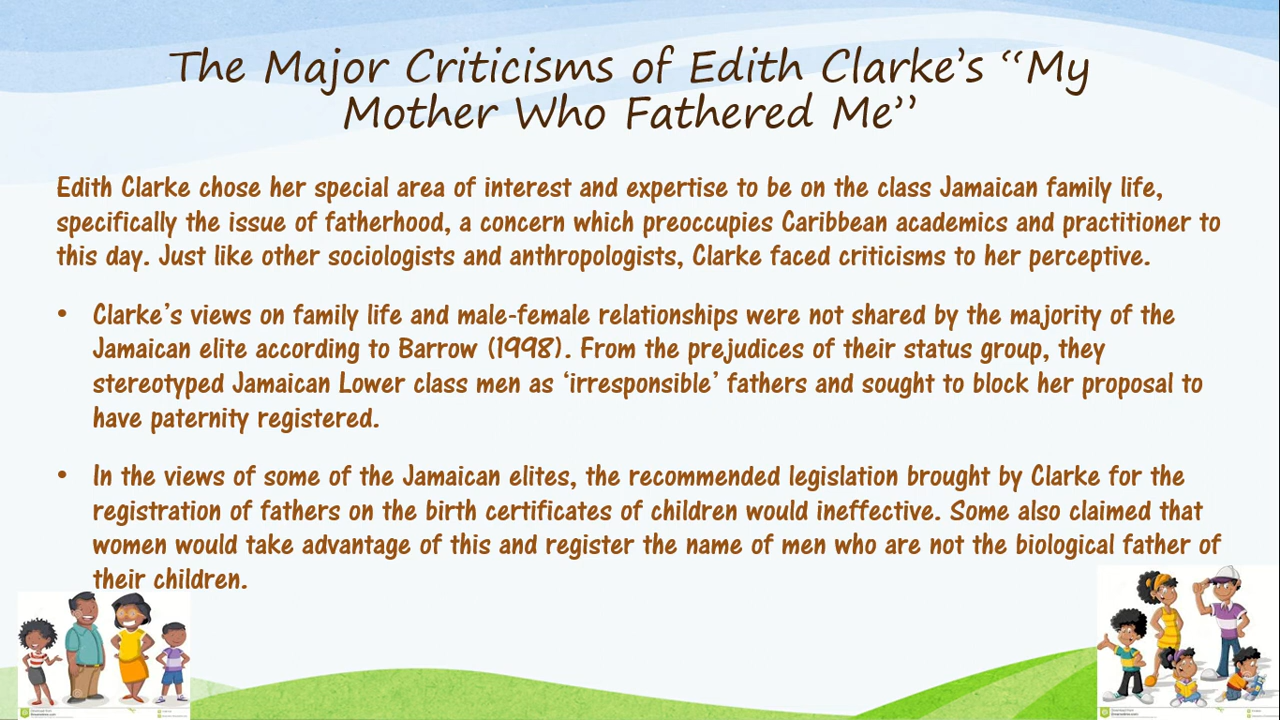 The Major Criticisms of Edith Clarke’s “My
Mother Who Fathered Me”
Edith Clarke chose her special area of interest and expertise to be on the class Jamaican family life,
specifically the issue of fatherhood, a concern which preoccupies Caribbean academics and practitioner to
this day. Just like other sociologists and anthropologists, Clarke faced criticisms to her perceptive.
• Clarke’s views on family life and male-female relationships were not shared by the majority of the
Jamaican elite according to Barrow (1998). From the prejudices of their status group, they
stereotyped Jamaican Lower class men as ‘irresponsible’ fathers and sought to block her proposal to
have paternity registered.
• In the views of some of the Jamaican elites, the recommended legislation brought by Clarke for the
registration of fathers on the birth certificates of children would ineffective. Some also claimed that
women would take advantage of this and register the name of men who are not the biological father of
their children.